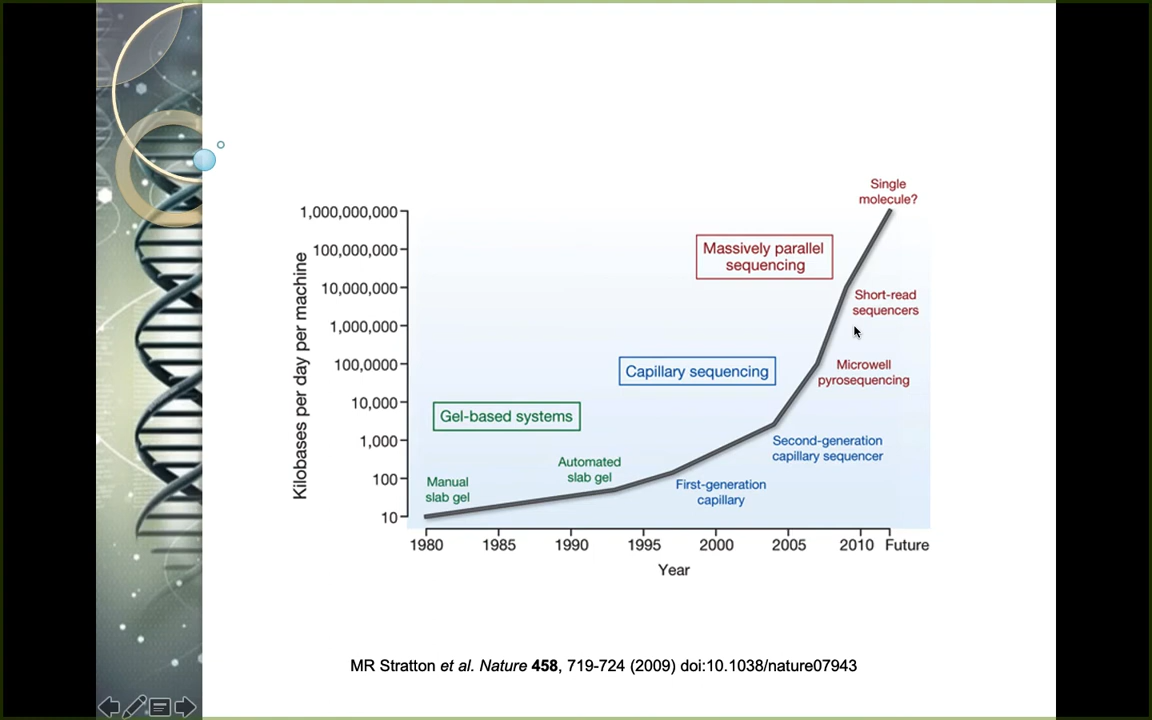 Single
molecule?
1,000,000,000
Massively parallel
sequencing
100,000,000
10,000,000
Short-read
sequencers
1,000,000
100,0000
Microwell
pyrosequencing
Capillary sequencing
10,000
Gel-based systems
1,000
Second-generation
capillary sequencer
Automated
slab gel
100
Manual
slab gel
First-generation
capillary
10
Kilobases per day per machine
1980 1985 1990 1995 2000 2005 2010 Future
Year
MR Stratton et al. Nature 458, 719-724 (2009) doi:10.1038/nature07943